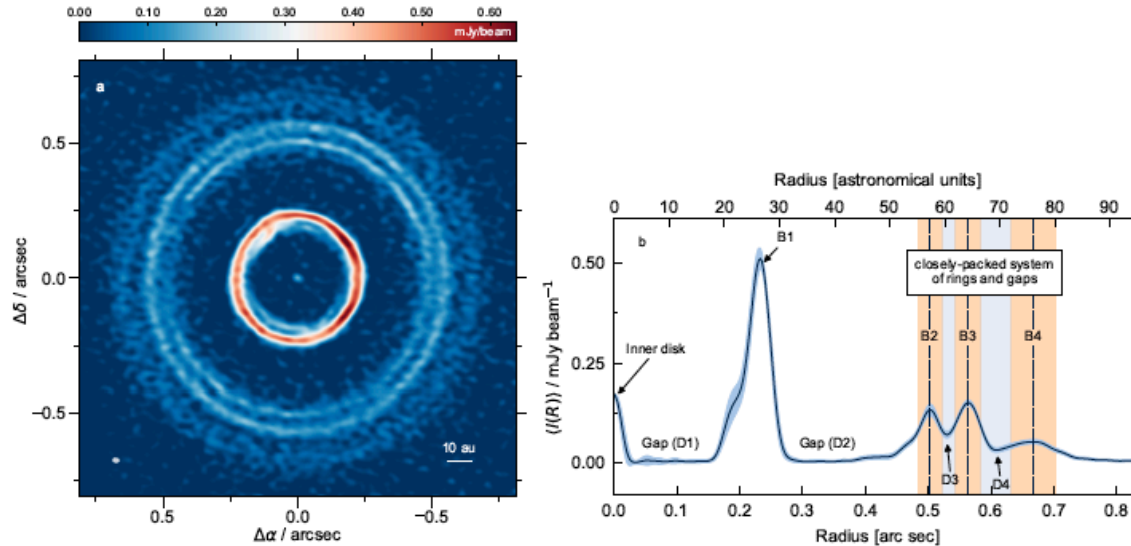 0.00 0.10 0.20 0.30 0.40 0.50
mJy/beam
a
0.5
0.0
−0.5
Δδ / arcsec
10 au
0.5 0.0 −0.5
Δα / arcsec
Radius [astronomical units]
0 10 20 30 40 50 60 70 80 90
b
B1
closely-packed system
of rings and gaps
0.50
B2 B3 B4
Inner disk
0.25
⟨I(R)⟩ / mJy beam⁻¹
Gap (D1) Gap (D2)
D3 D4
0.00
0.0 0.1 0.2 0.3 0.4 0.5 0.6 0.7 0.8
Radius [arc sec]